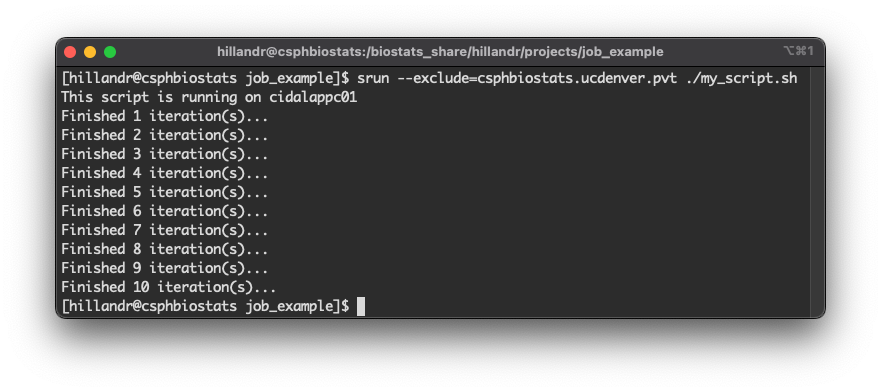 hillandr@csphbiostats:/biostats_share/hillandr/projects/job_example
⌥⌘1
[hillandr@csphbiostats job_example]$ srun --exclude=csphbiostats.ucdenver.pvt ./my_script.sh
This script is running on cidalappc01
Finished 1 iteration(s)...
Finished 2 iteration(s)...
Finished 3 iteration(s)...
Finished 4 iteration(s)...
Finished 5 iteration(s)...
Finished 6 iteration(s)...
Finished 7 iteration(s)...
Finished 8 iteration(s)...
Finished 9 iteration(s)...
Finished 10 iteration(s)...
[hillandr@csphbiostats job_example]$